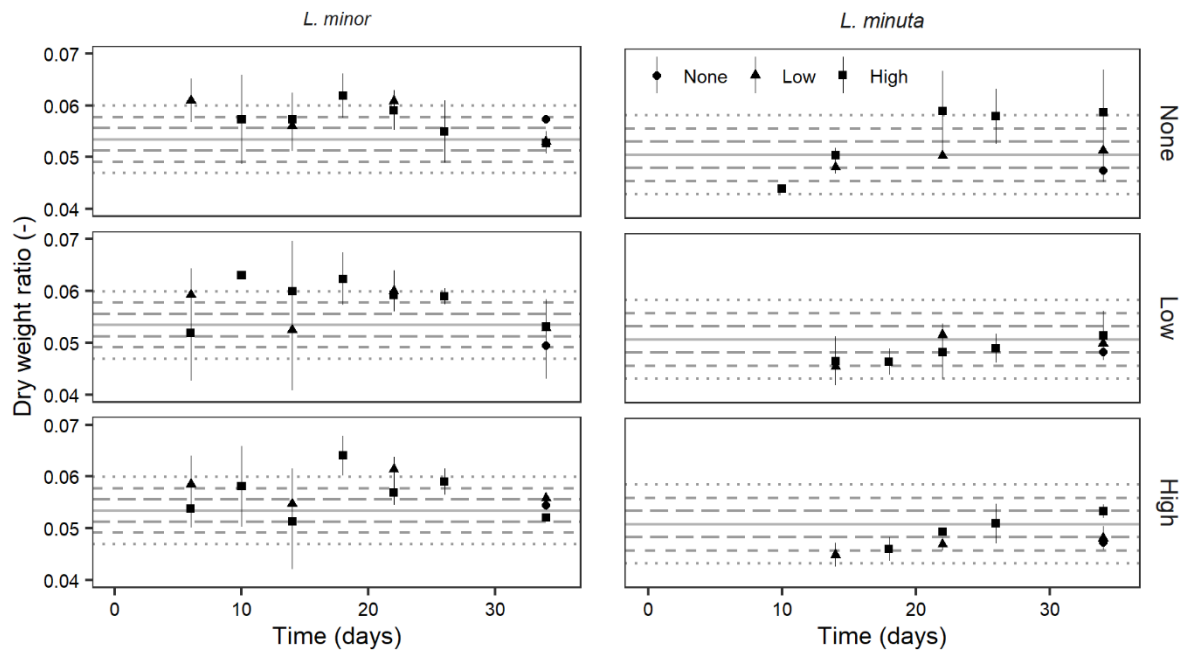 L. minor
L. minuta
0.07
0.06
0.05
0.04
None Low High
None
0.07
0.06
0.05
0.04
Low
0.07
0.06
0.05
0.04
High
Dry weight ratio (-)
0 10 20 30
0 10 20 30
Time (days)
Time (days)